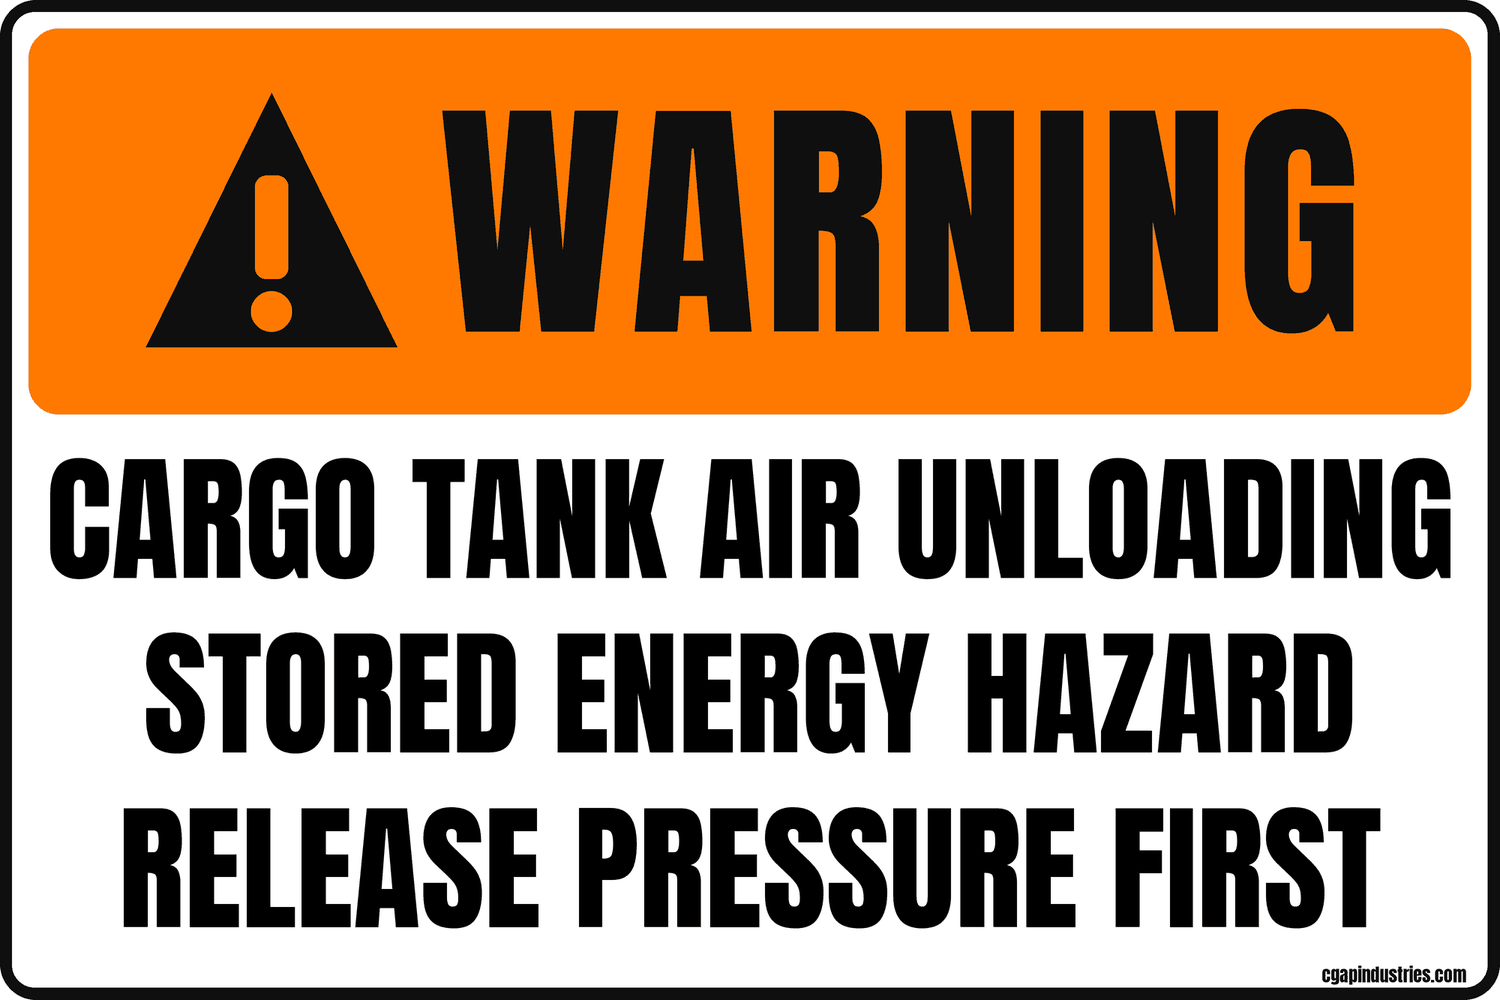 WARNING
CARGO TANK AIR UNLOADING
STORED ENERGY HAZARD
RELEASE PRESSURE FIRST
cgapindustries.com